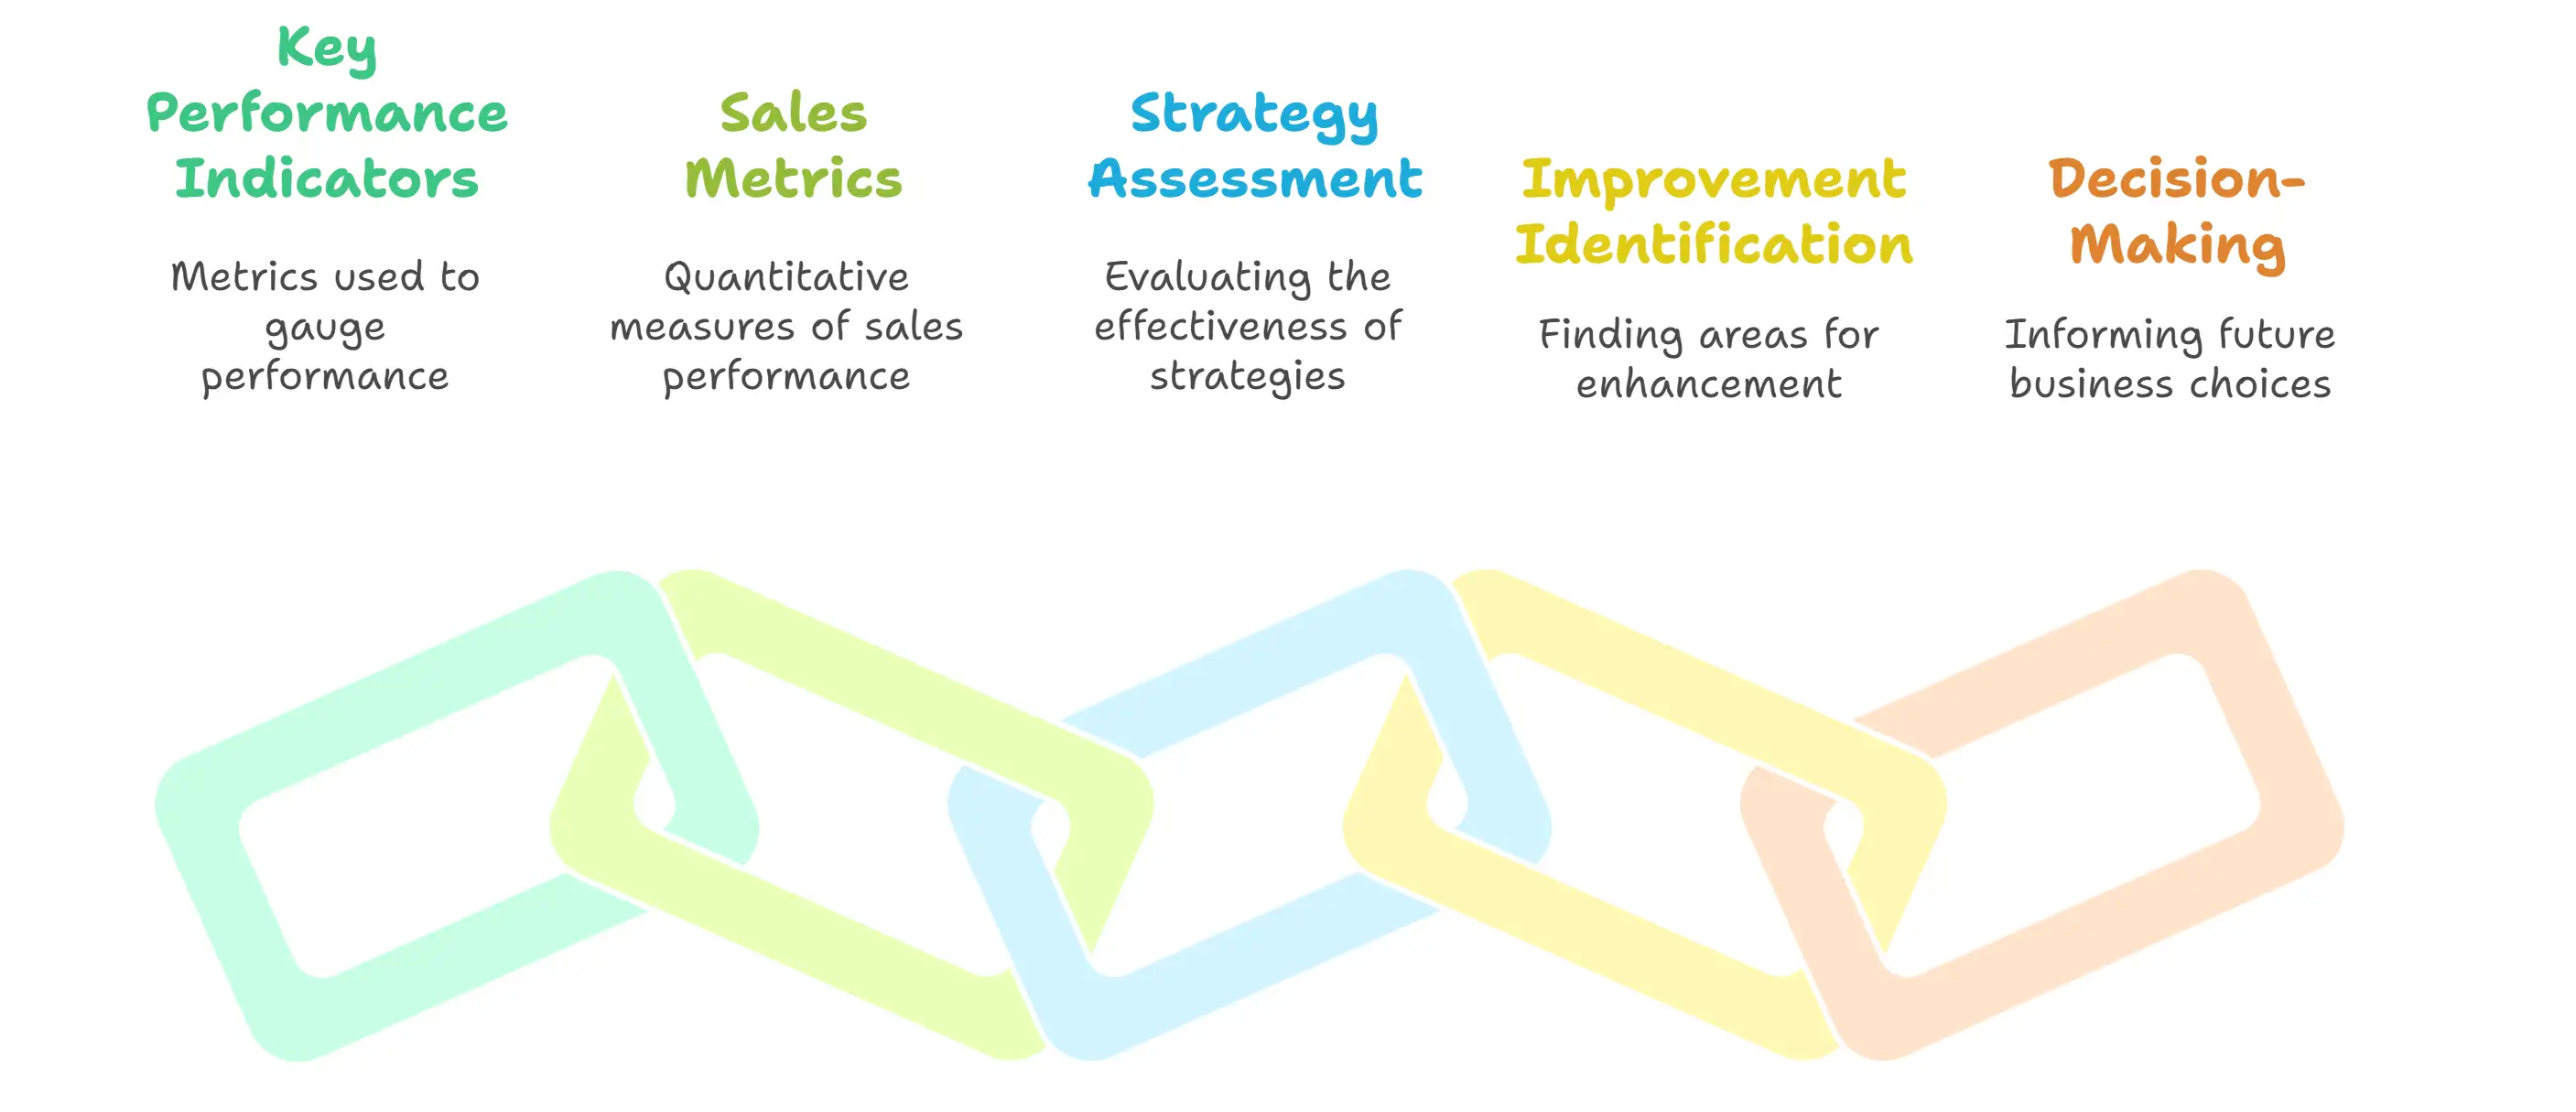 Key
Performance
Indicators
Metrics used to
gauge
performance
Sales
Metrics
Quantitative
measures of sales
performance
Strategy
Assessment
Evaluating the
effectiveness of
strategies
Improvement
Identification
Finding areas for
enhancement
Decision-
Making
Informing future
business choices